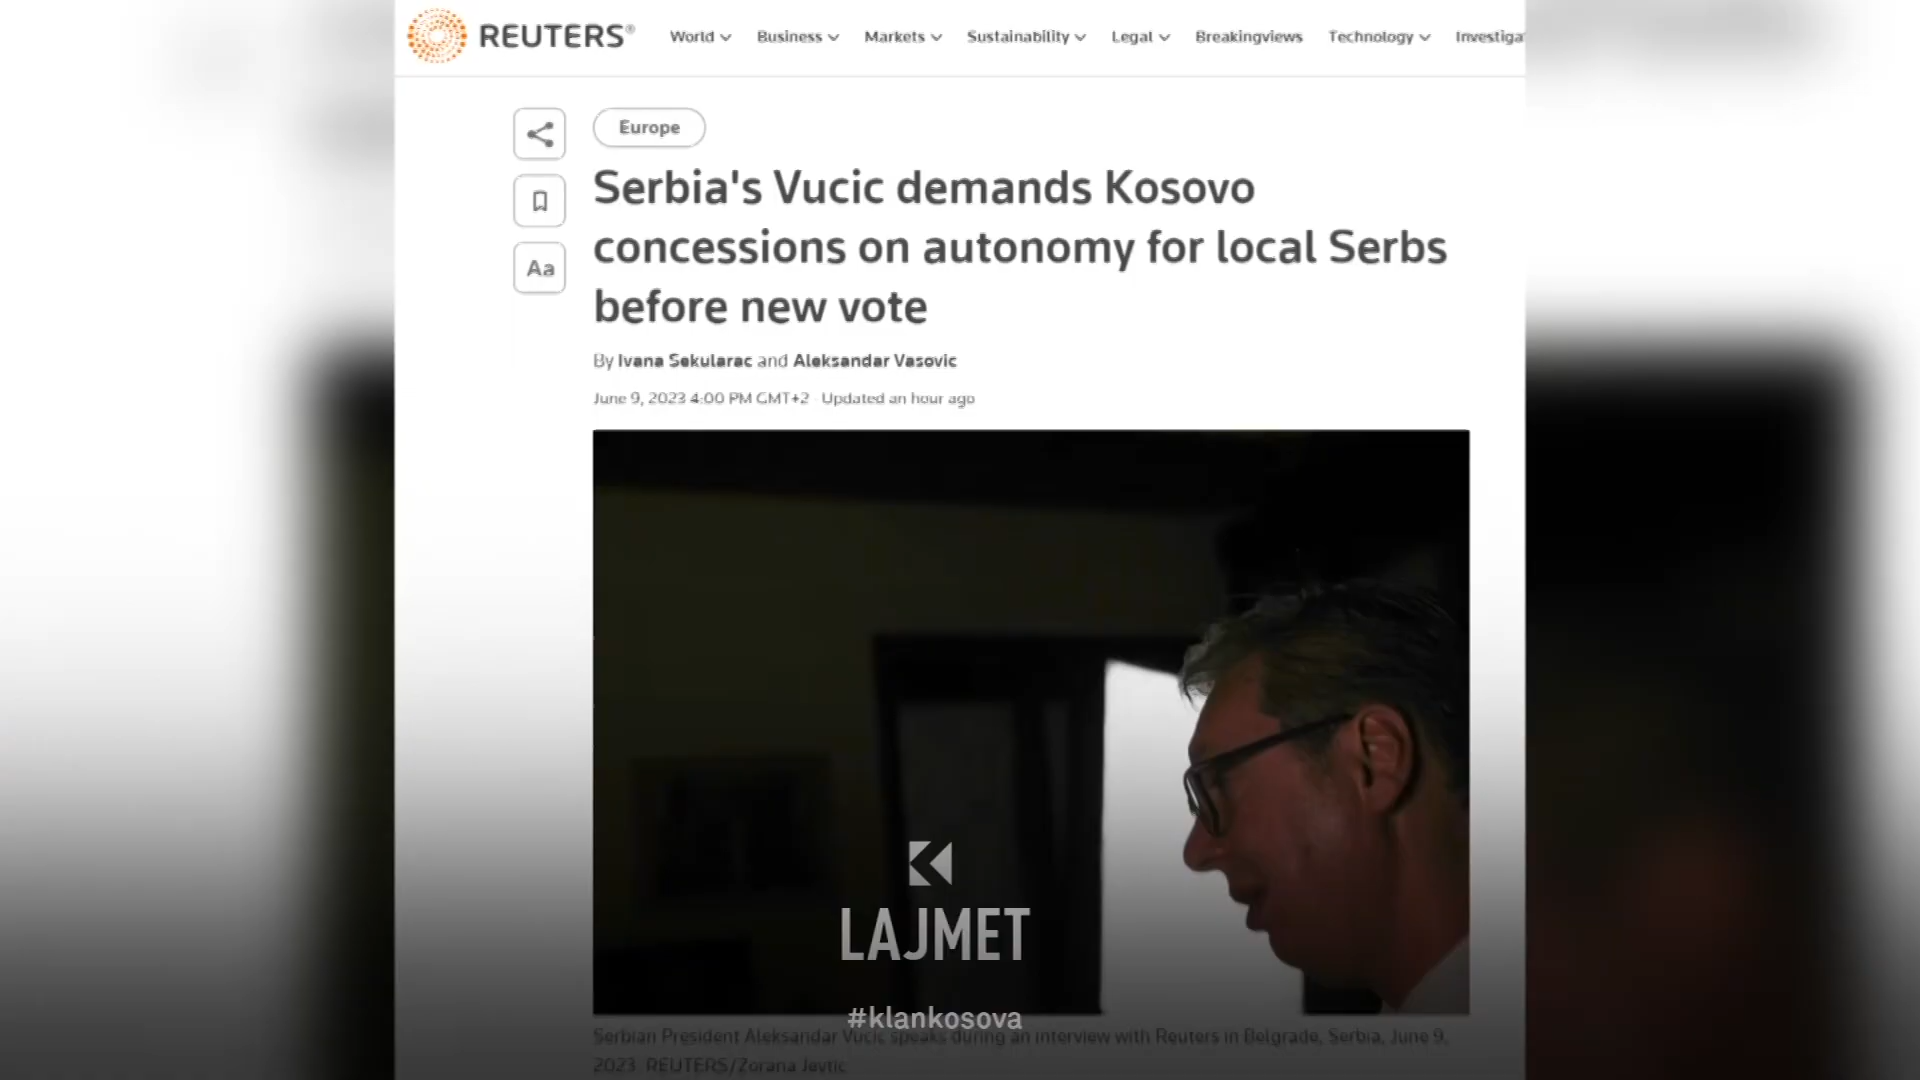 REUTERS®
World Business Markets Sustainability Legal Breakingviews Technology Investiga
Europe
Serbia's Vucic demands Kosovo
concessions on autonomy for local Serbs
before new vote
Aa
By Ivana Sekularac and Aleksandar Vasovic
June 9, 2023 4:00 PM GMT+2 · Updated an hour ago
LAJMET
#klankosova
Serbian President Aleksandar Vucic speaks during an interview with Reuters in Belgrade, Serbia, June 9,
2023. REUTERS/Zorana Jevtic